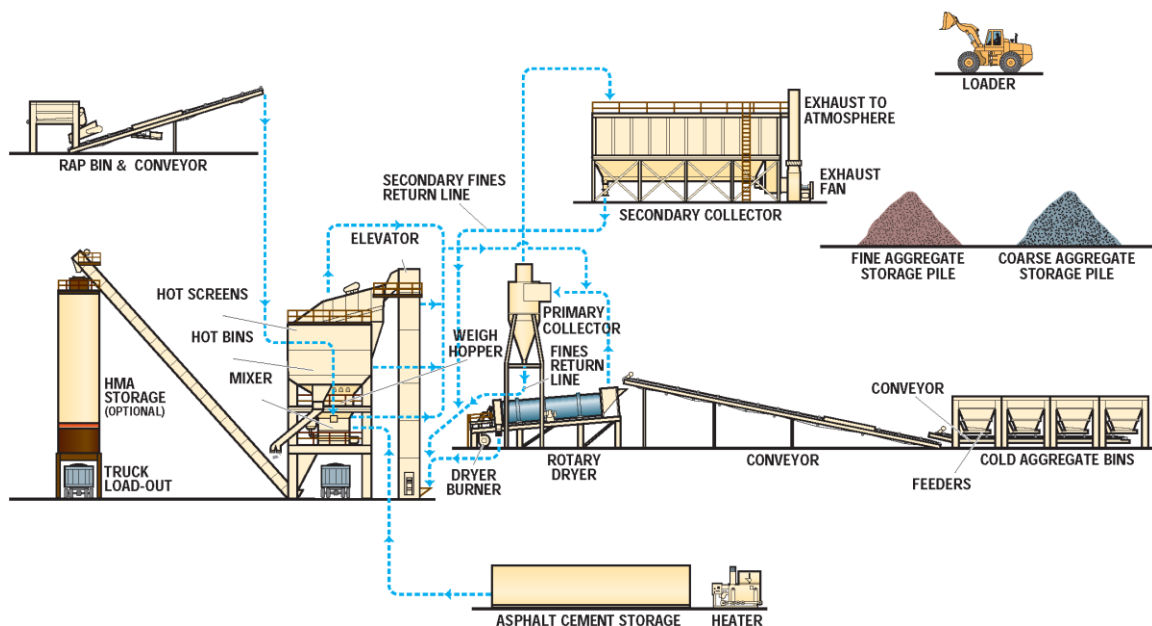 LOADER
EXHAUST TO
ATMOSPHERE
RAP BIN & CONVEYOR
SECONDARY FINES
RETURN LINE
EXHAUST
FAN
SECONDARY COLLECTOR
ELEVATOR
FINE AGGREGATE
STORAGE PILE
COARSE AGGREGATE
STORAGE PILE
HOT SCREENS
PRIMARY
COLLECTOR
HOT BINS
WEIGH
HOPPER
FINES
RETURN
LINE
MIXER
HMA
STORAGE
(OPTIONAL)
CONVEYOR
TRUCK
LOAD-OUT
DRYER
BURNER
ROTARY
DRYER
CONVEYOR
COLD AGGREGATE BINS
FEEDERS
ASPHALT CEMENT STORAGE
HEATER